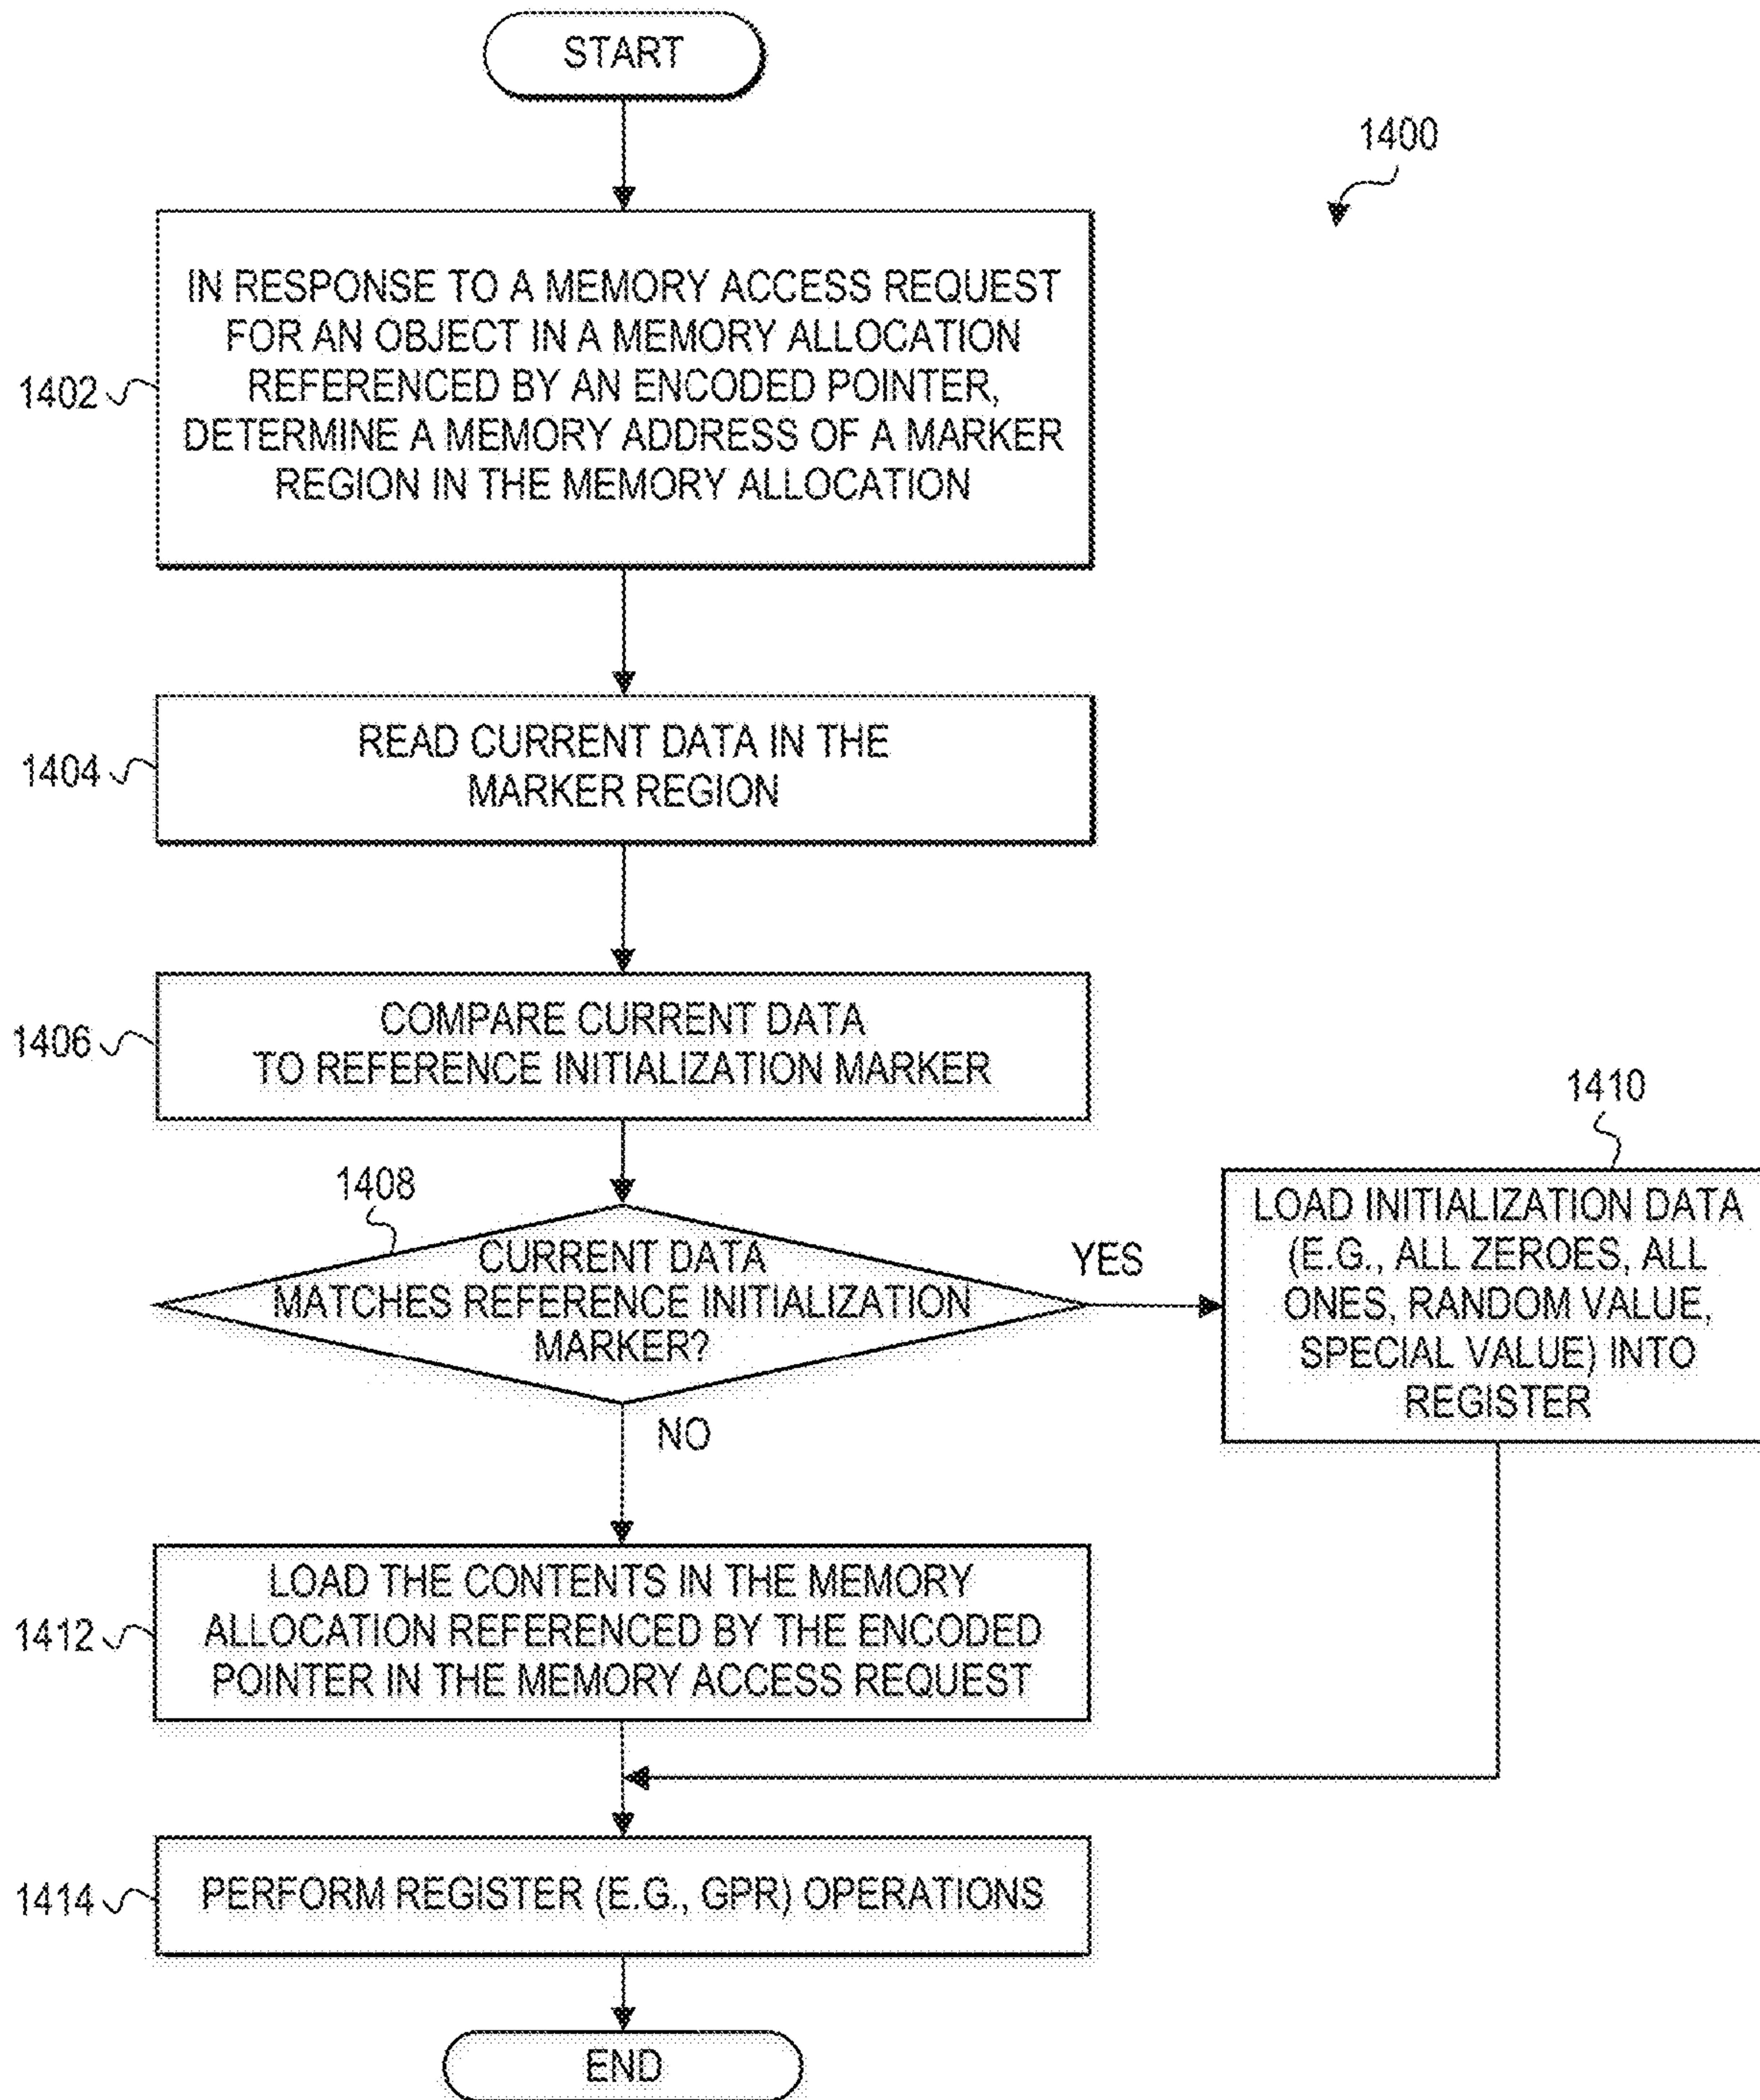 START
1400
IN RESPONSE TO A MEMORY ACCESS REQUEST
FOR AN OBJECT IN A MEMORY ALLOCATION
REFERENCED BY AN ENCODED POINTER,
DETERMINE A MEMORY ADDRESS OF A MARKER
REGION IN THE MEMORY ALLOCATION
1402
READ CURRENT DATA IN THE
MARKER REGION
1404
COMPARE CURRENT DATA
TO REFERENCE INITIALIZATION MARKER
1406
1408
CURRENT DATA
MATCHES REFERENCE INITIALIZATION
MARKER?
YES
1410
LOAD INITIALIZATION DATA
(E.G., ALL ZEROES, ALL
ONES, RANDOM VALUE,
SPECIAL VALUE) INTO
REGISTER
NO
LOAD THE CONTENTS IN THE MEMORY
ALLOCATION REFERENCED BY THE ENCODED
POINTER IN THE MEMORY ACCESS REQUEST
1412
PERFORM REGISTER (E.G., GPR) OPERATIONS
1414
END